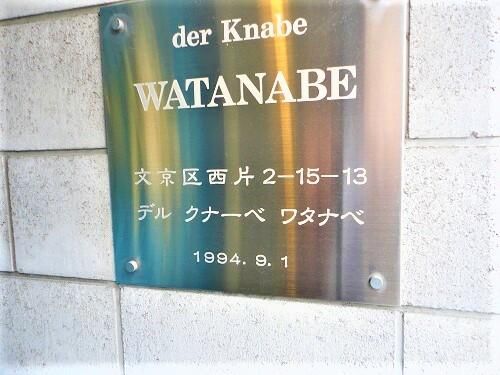 der Knabe
WATANABE
文京区西片2-15-13
デル クナーベ ワタナベ
1994.9.1